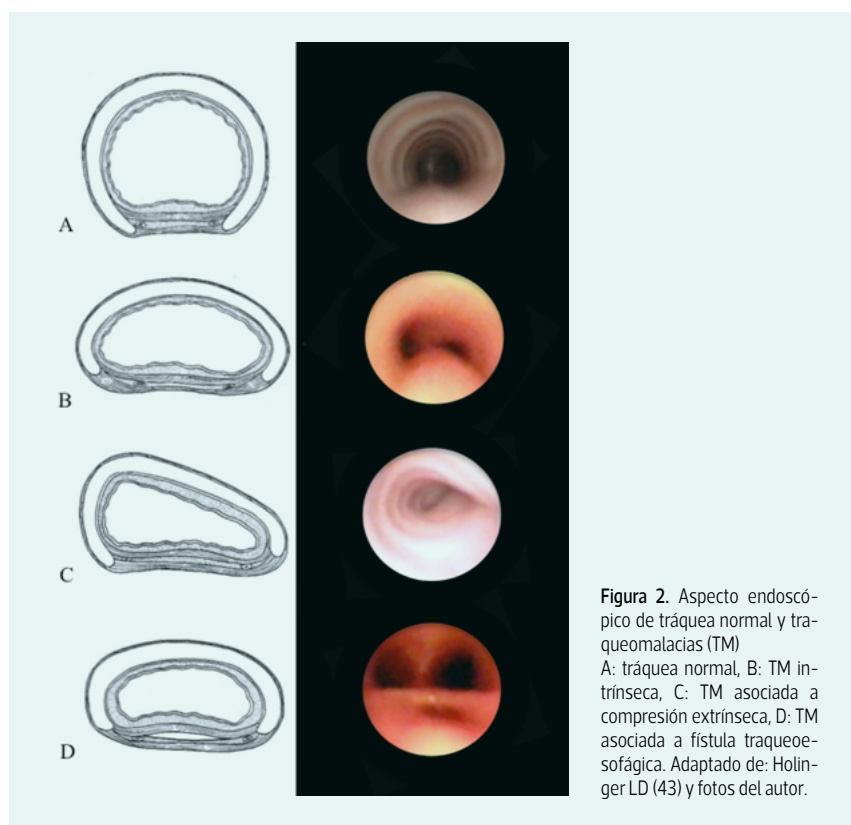 A
B
C
D
Figura 2. Aspecto endoscó-
pico de tráquea normal y tra-
queomalacias (TM)
A: tráquea normal, B: TM in-
trínseca, C: TM asociada a
compresión extrínseca, D: TM
asociada a fístula traqueoe-
sofágica. Adaptado de: Holin-
ger LD (43) y fotos del autor.